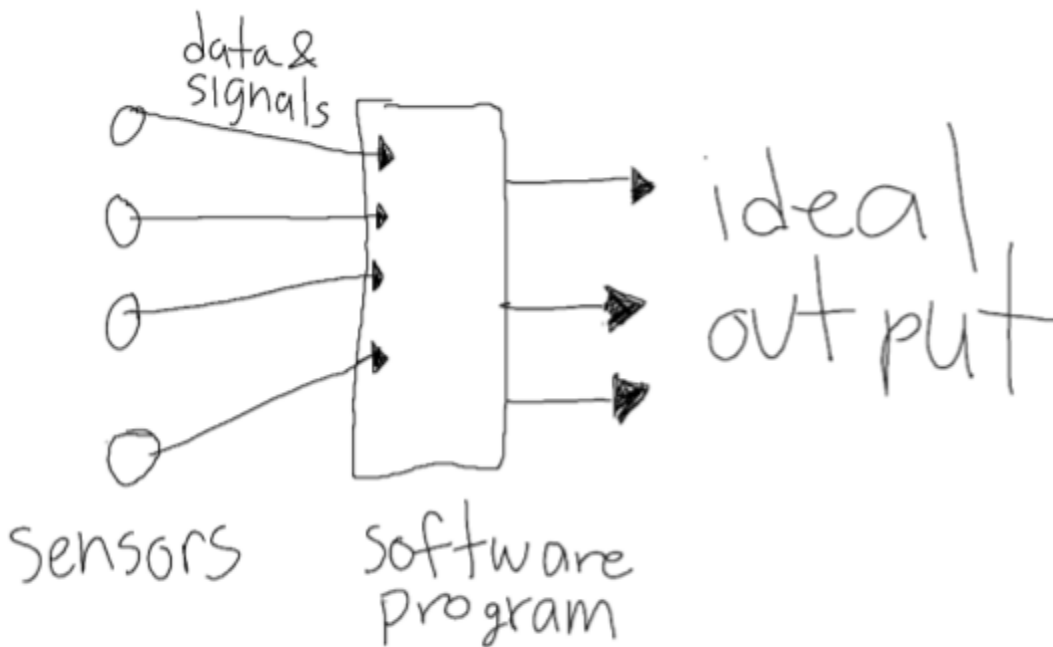 data &
signals
ideal
output
sensors
software
program